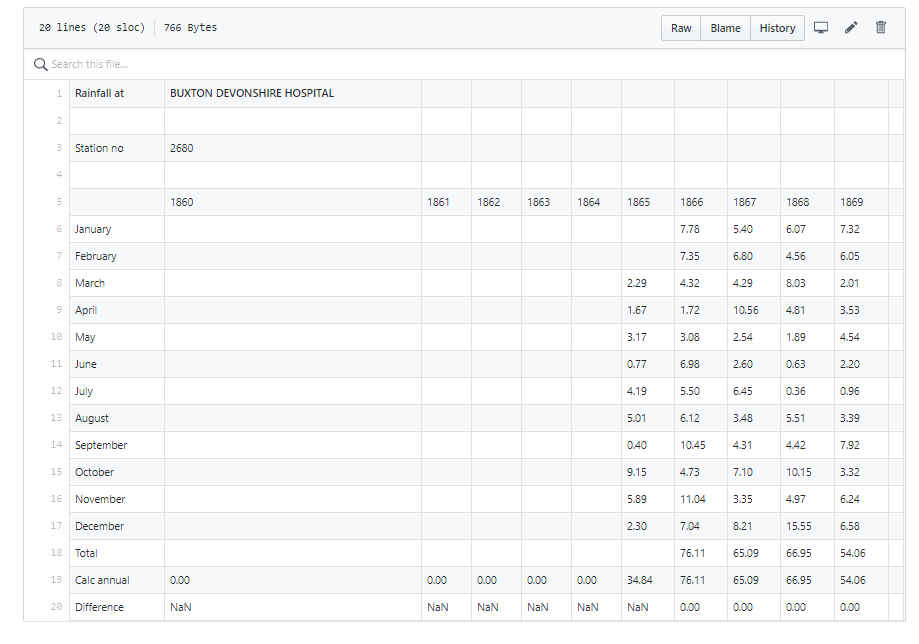 20 lines (20 sloc) 766 Bytes Raw Blame History
Search this file...
1 Rainfall at BUXTON DEVONSHIRE HOSPITAL
2
3 Station no 2680
4
5 1860 1861 1862 1863 1864 1865 1866 1867 1868 1869
6 January 7.78 5.40 6.07 7.32
7 February 7.35 6.80 4.56 6.05
8 March 2.29 4.32 4.29 8.03 2.01
9 April 1.67 1.72 10.56 4.81 3.53
10 May 3.17 3.08 2.54 1.89 4.54
11 June 0.77 6.98 2.60 0.63 2.20
12 July 4.19 5.50 6.45 0.36 0.96
13 August 5.01 6.12 3.48 5.51 3.39
14 September 0.40 10.45 4.31 4.42 7.92
15 October 9.15 4.73 7.10 10.15 3.32
16 November 5.89 11.04 3.35 4.97 6.24
17 December 2.30 7.04 8.21 15.55 6.58
18 Total 76.11 65.09 66.95 54.06
19 Calc annual 0.00 0.00 0.00 0.00 0.00 34.84 76.11 65.09 66.95 54.06
20 Difference NaN NaN NaN NaN NaN NaN 0.00 0.00 0.00 0.00